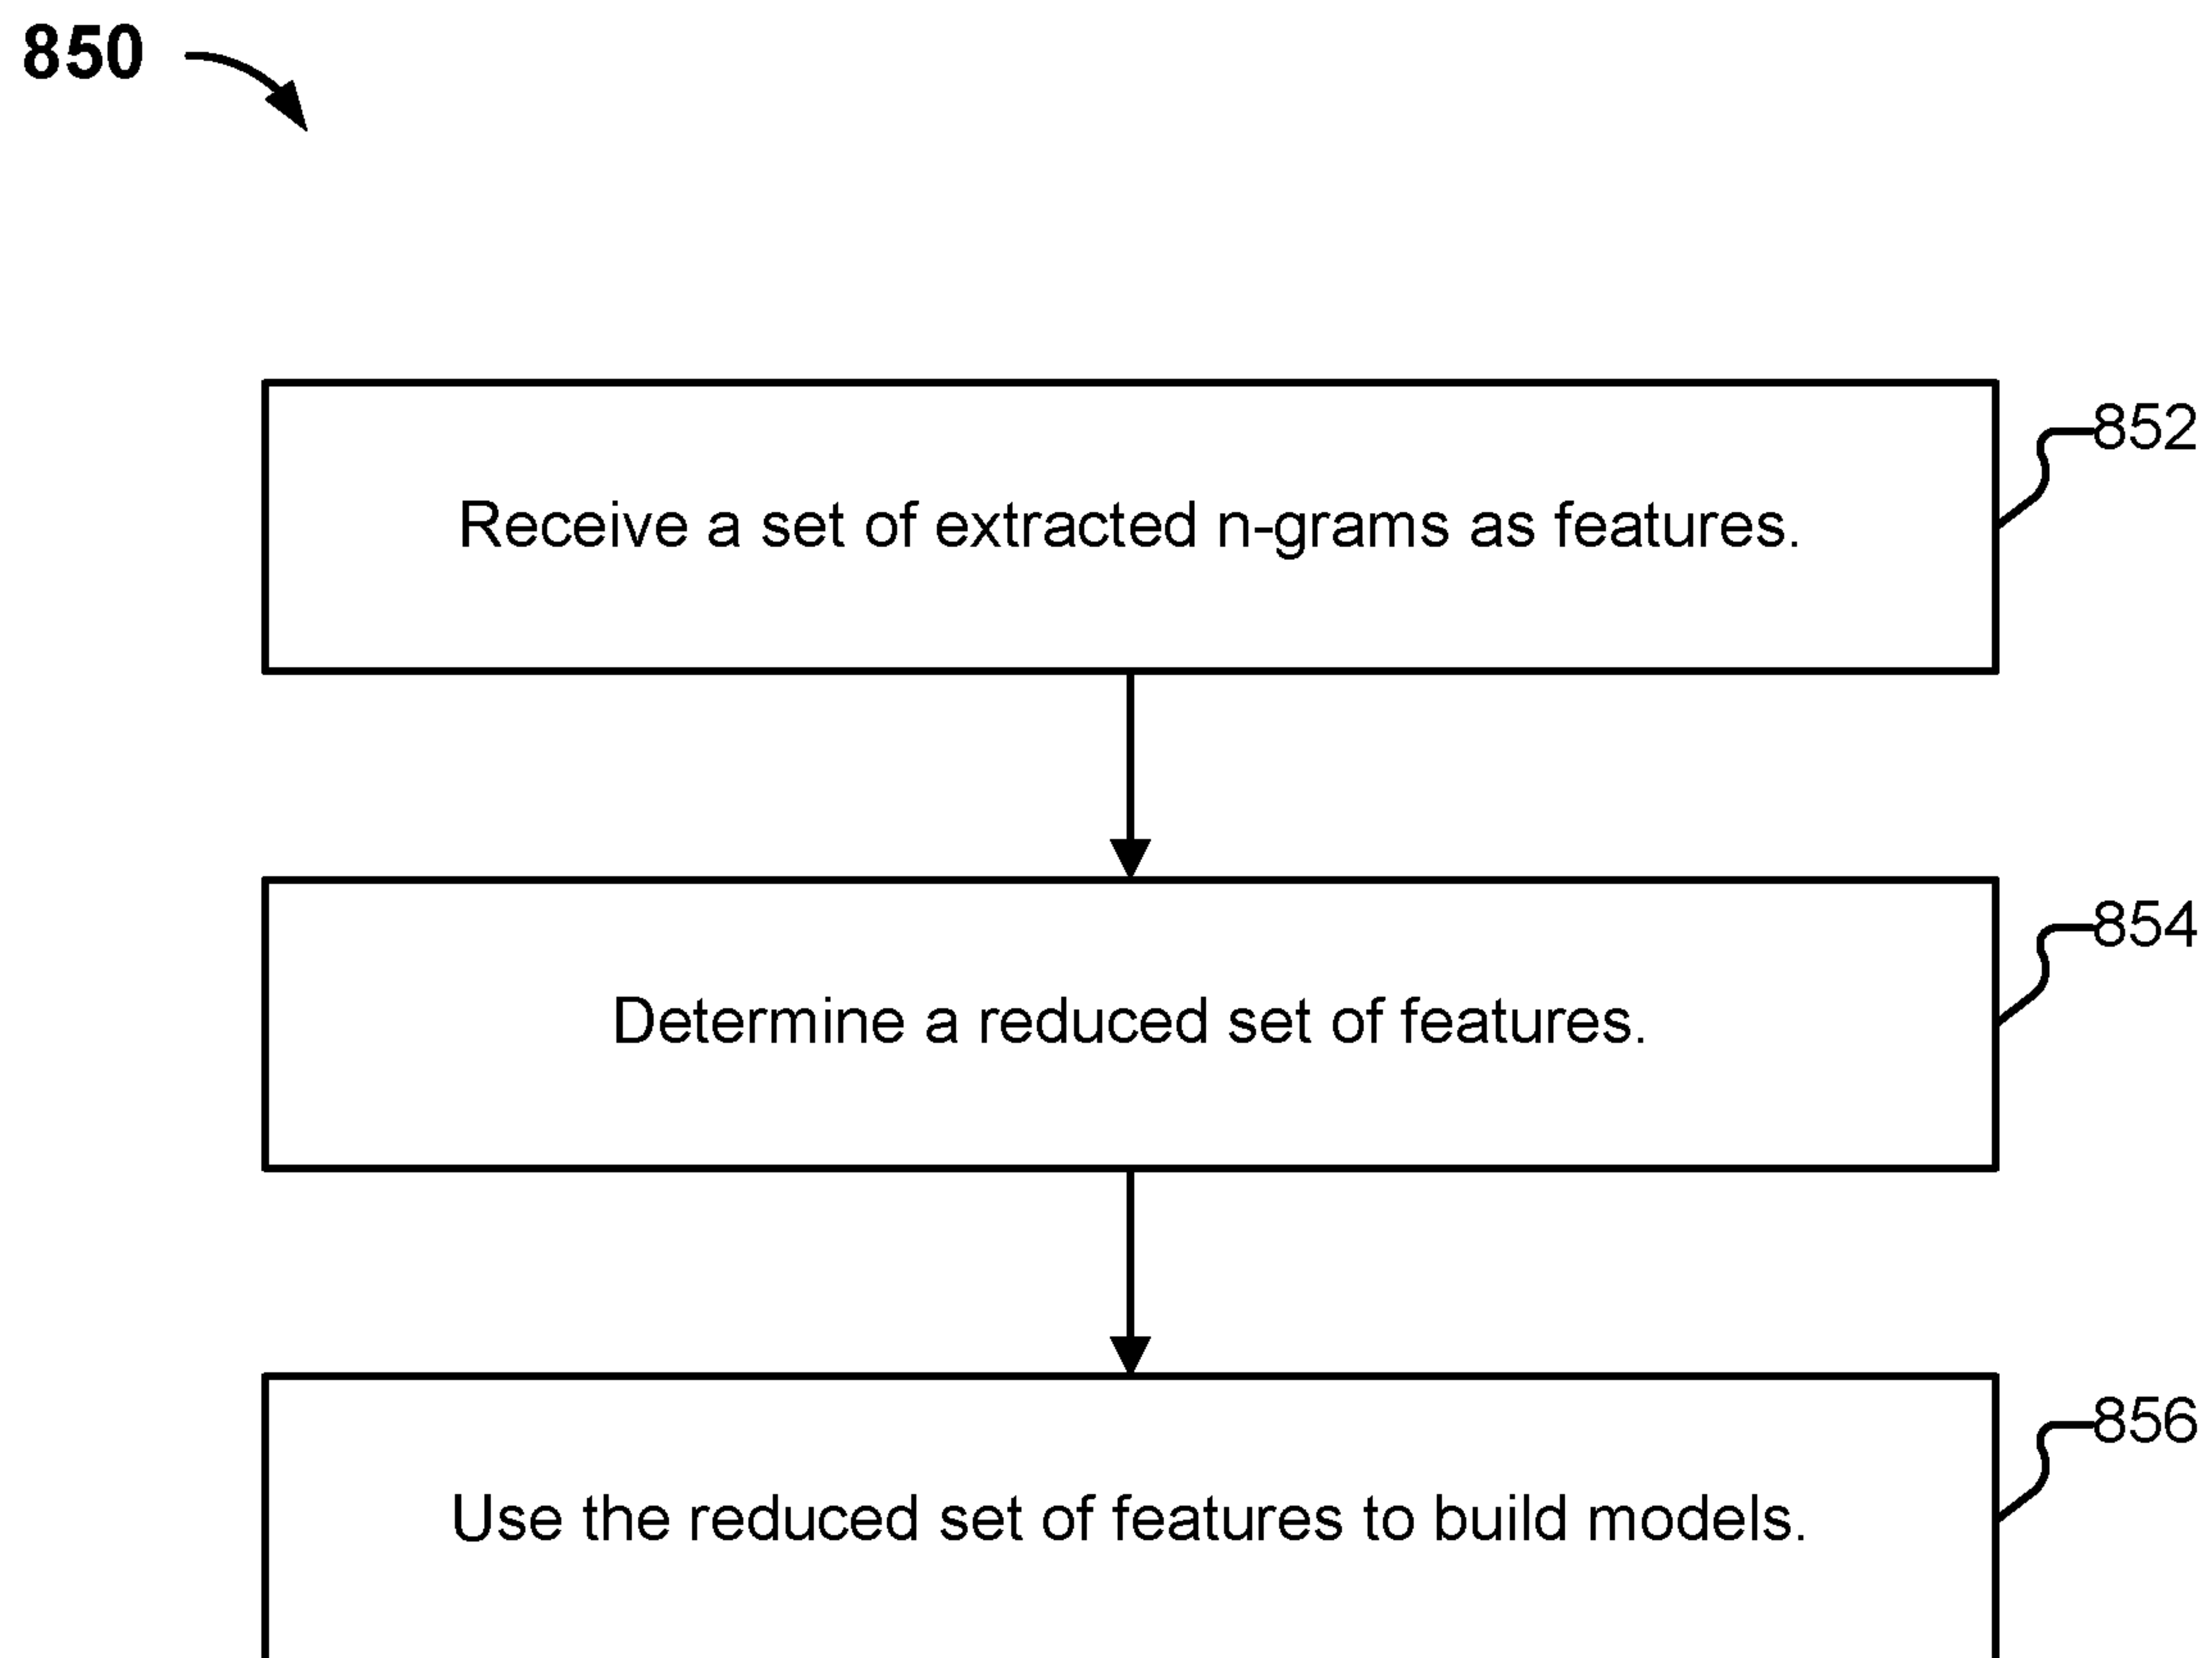 850
852
Receive a set of extracted n-grams as features.
854
Determine a reduced set of features.
856
Use the reduced set of features to build models.